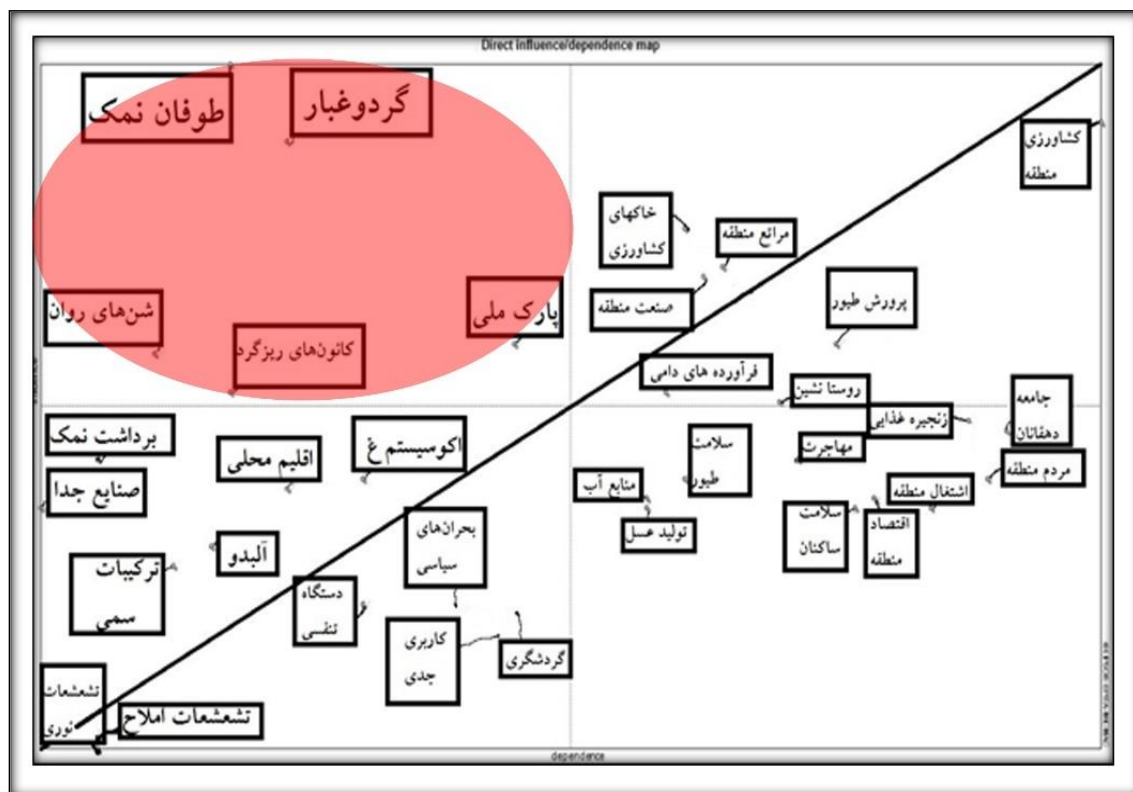 Direct influence/dependence map
طوفان نمک
گردوغبار
کشاورزی
منطقه
خاکهای
کشاورزی
مراتع منطقه
شن‌های روان
پارک ملی
صنعت منطقه
پرورش طیور
کانون‌های ریزگرد
فرآورده های دامی
روستا نشین
جامعه
دهقانان
زنجیره غذایی
برداشت نمک
اقلیم محلی
اکوسیستم غ
سلامت
طیور
مهاجرت
مردم منطقه
صنایع جدا
منابع آب
اشتغال منطقه
تولید عسل
سلامت
ساکنان
اقتصاد
منطقه
بحران‌های
سیاسی
آلبدو
ترکیبات
سمی
دستگاه
تنفسی
کاربری
جدی
گردشگری
تشعشعات
نوری
تشعشعات املاح
dependence